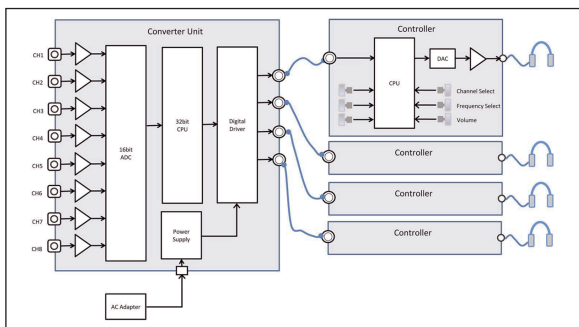 Converter Unit
CH1
CH2
CH3
CH4
CH5
CH6
CH7
CH8
16bit
ADC
32bit
CPU
Digital
Driver
Power
Supply
AC Adapter
Controller
CPU
DAC
Channel Select
Frequency Select
Volume
Controller
Controller
Controller